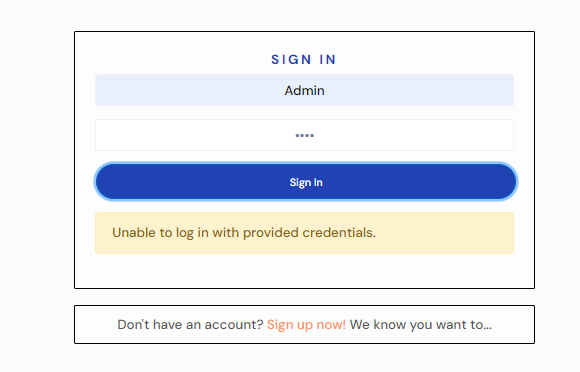 SIGN IN
Admin
••••
Sign In
Unable to log in with provided credentials.
Don't have an account? Sign up now! We know you want to...